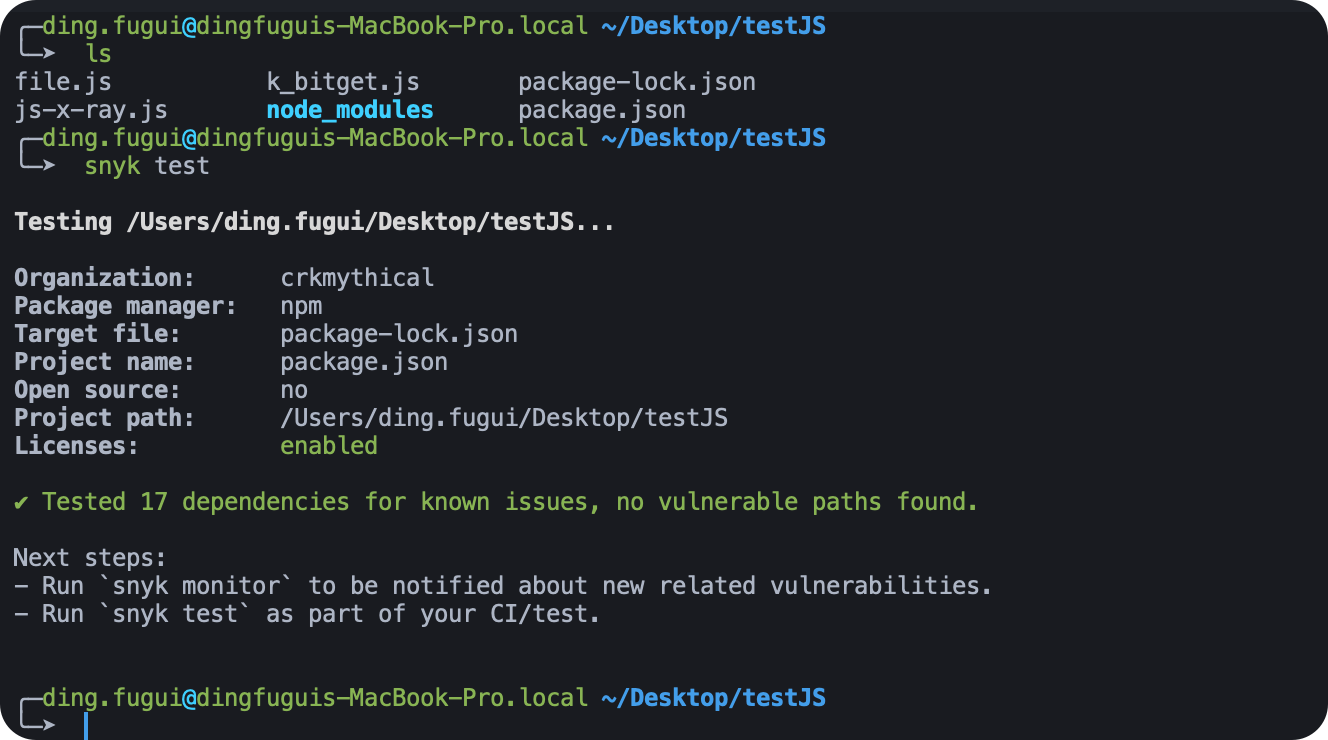 ding.fugui@dingfuguis-MacBook-Pro.local ~/Desktop/testJS
ls
file.js k_bitget.js package-lock.json
js-x-ray.js node_modules package.json
ding.fugui@dingfuguis-MacBook-Pro.local ~/Desktop/testJS
snyk test
Testing /Users/ding.fugui/Desktop/testJS...
Organization: crkmythical
Package manager: npm
Target file: package-lock.json
Project name: package.json
Open source: no
Project path: /Users/ding.fugui/Desktop/testJS
Licenses: enabled
✔ Tested 17 dependencies for known issues, no vulnerable paths found.
Next steps:
- Run `snyk monitor` to be notified about new related vulnerabilities.
- Run `snyk test` as part of your CI/test.
ding.fugui@dingfuguis-MacBook-Pro.local ~/Desktop/testJS